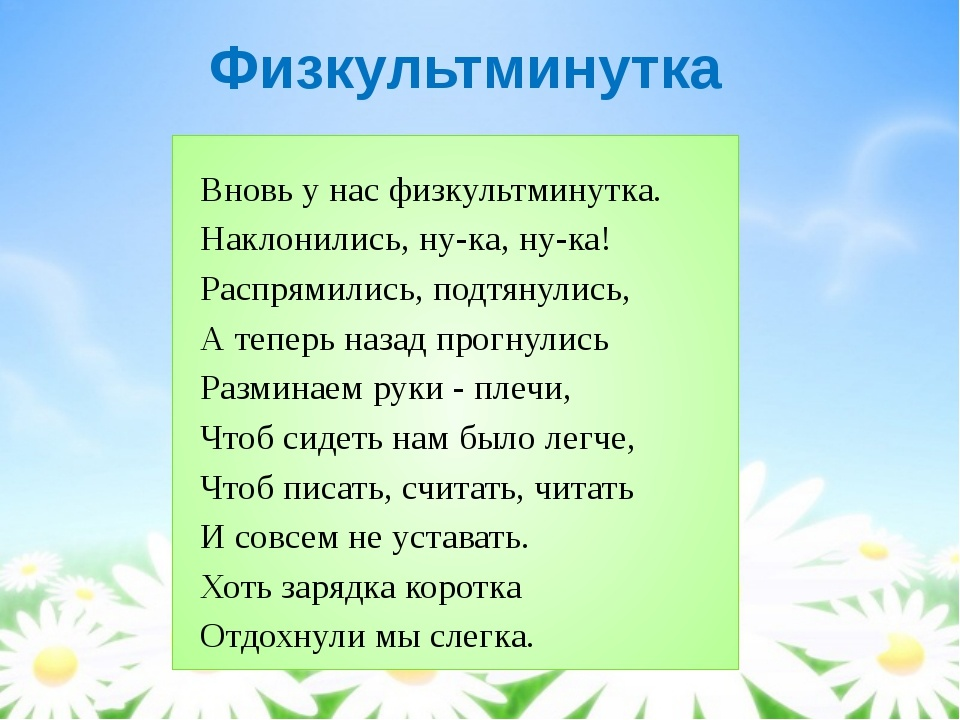 Физкультминутка
Вновь у нас физкультминутка.
Наклонились, ну-ка, ну-ка!
Распрямились, подтянулись,
А теперь назад прогнулись
Разминаем руки - плечи,
Чтоб сидеть нам было легче,
Чтоб писать, считать, читать
И совсем не уставать.
Хоть зарядка коротка
Отдохнули мы слегка.